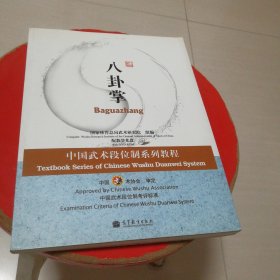 八卦掌
Baguazhang
国家体育总局武术研究院 组编
配教学光盘
中国武术段位制系列教程
Textbook Series of Chinese Wushu Duanwei System
中国武术协会 审定
Approved by Chinese Wushu Association
中国武术段位制考评标准
Examination Criteria of Chinese Wushu Duanwei System
高等教育出版社